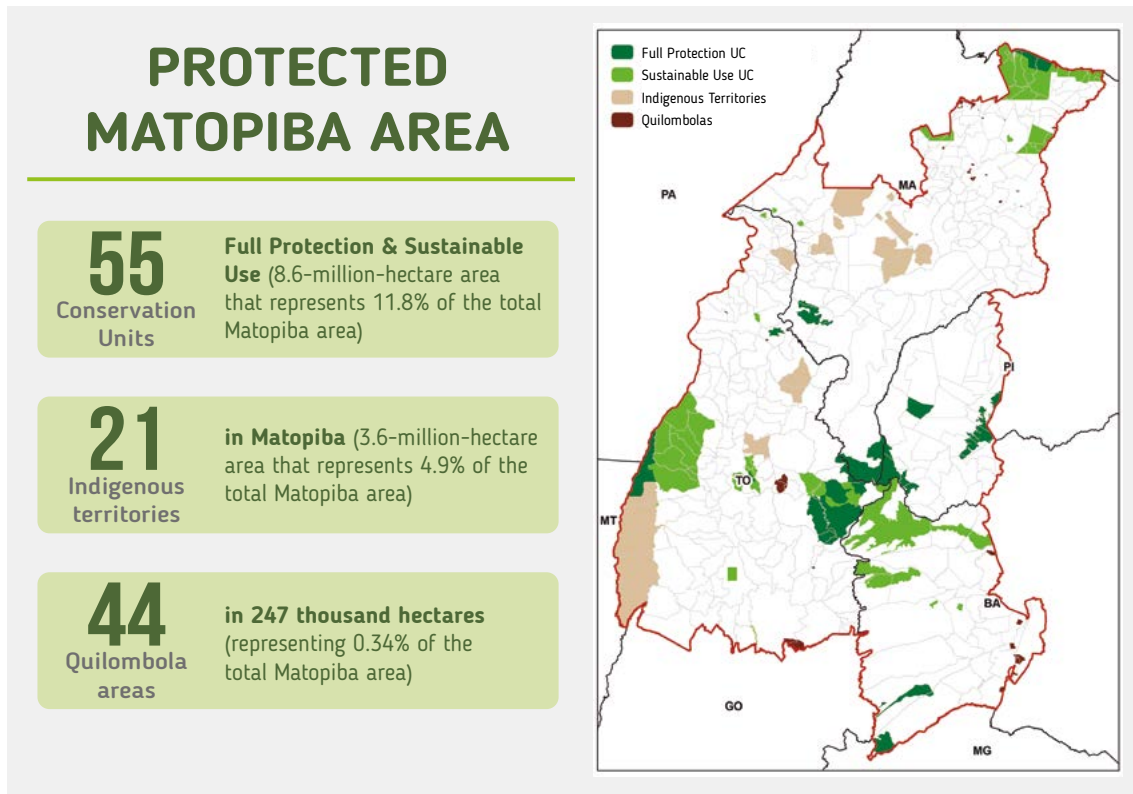 PROTECTED
MATOPIBA AREA
55
Conservation
Units
Full Protection & Sustainable
Use (8.6-million-hectare area
that represents 11.8% of the total
Matopiba area)
21
Indigenous
territories
in Matopiba (3.6-million-hectare
area that represents 4.9% of the
total Matopiba area)
44
Quilombola
areas
in 247 thousand hectares
(representing 0.34% of the
total Matopiba area)
Full Protection UC
Sustainable Use UC
Indigenous Territories
Quilombolas
PA
MA
PI
TO
MT
BA
GO
MG